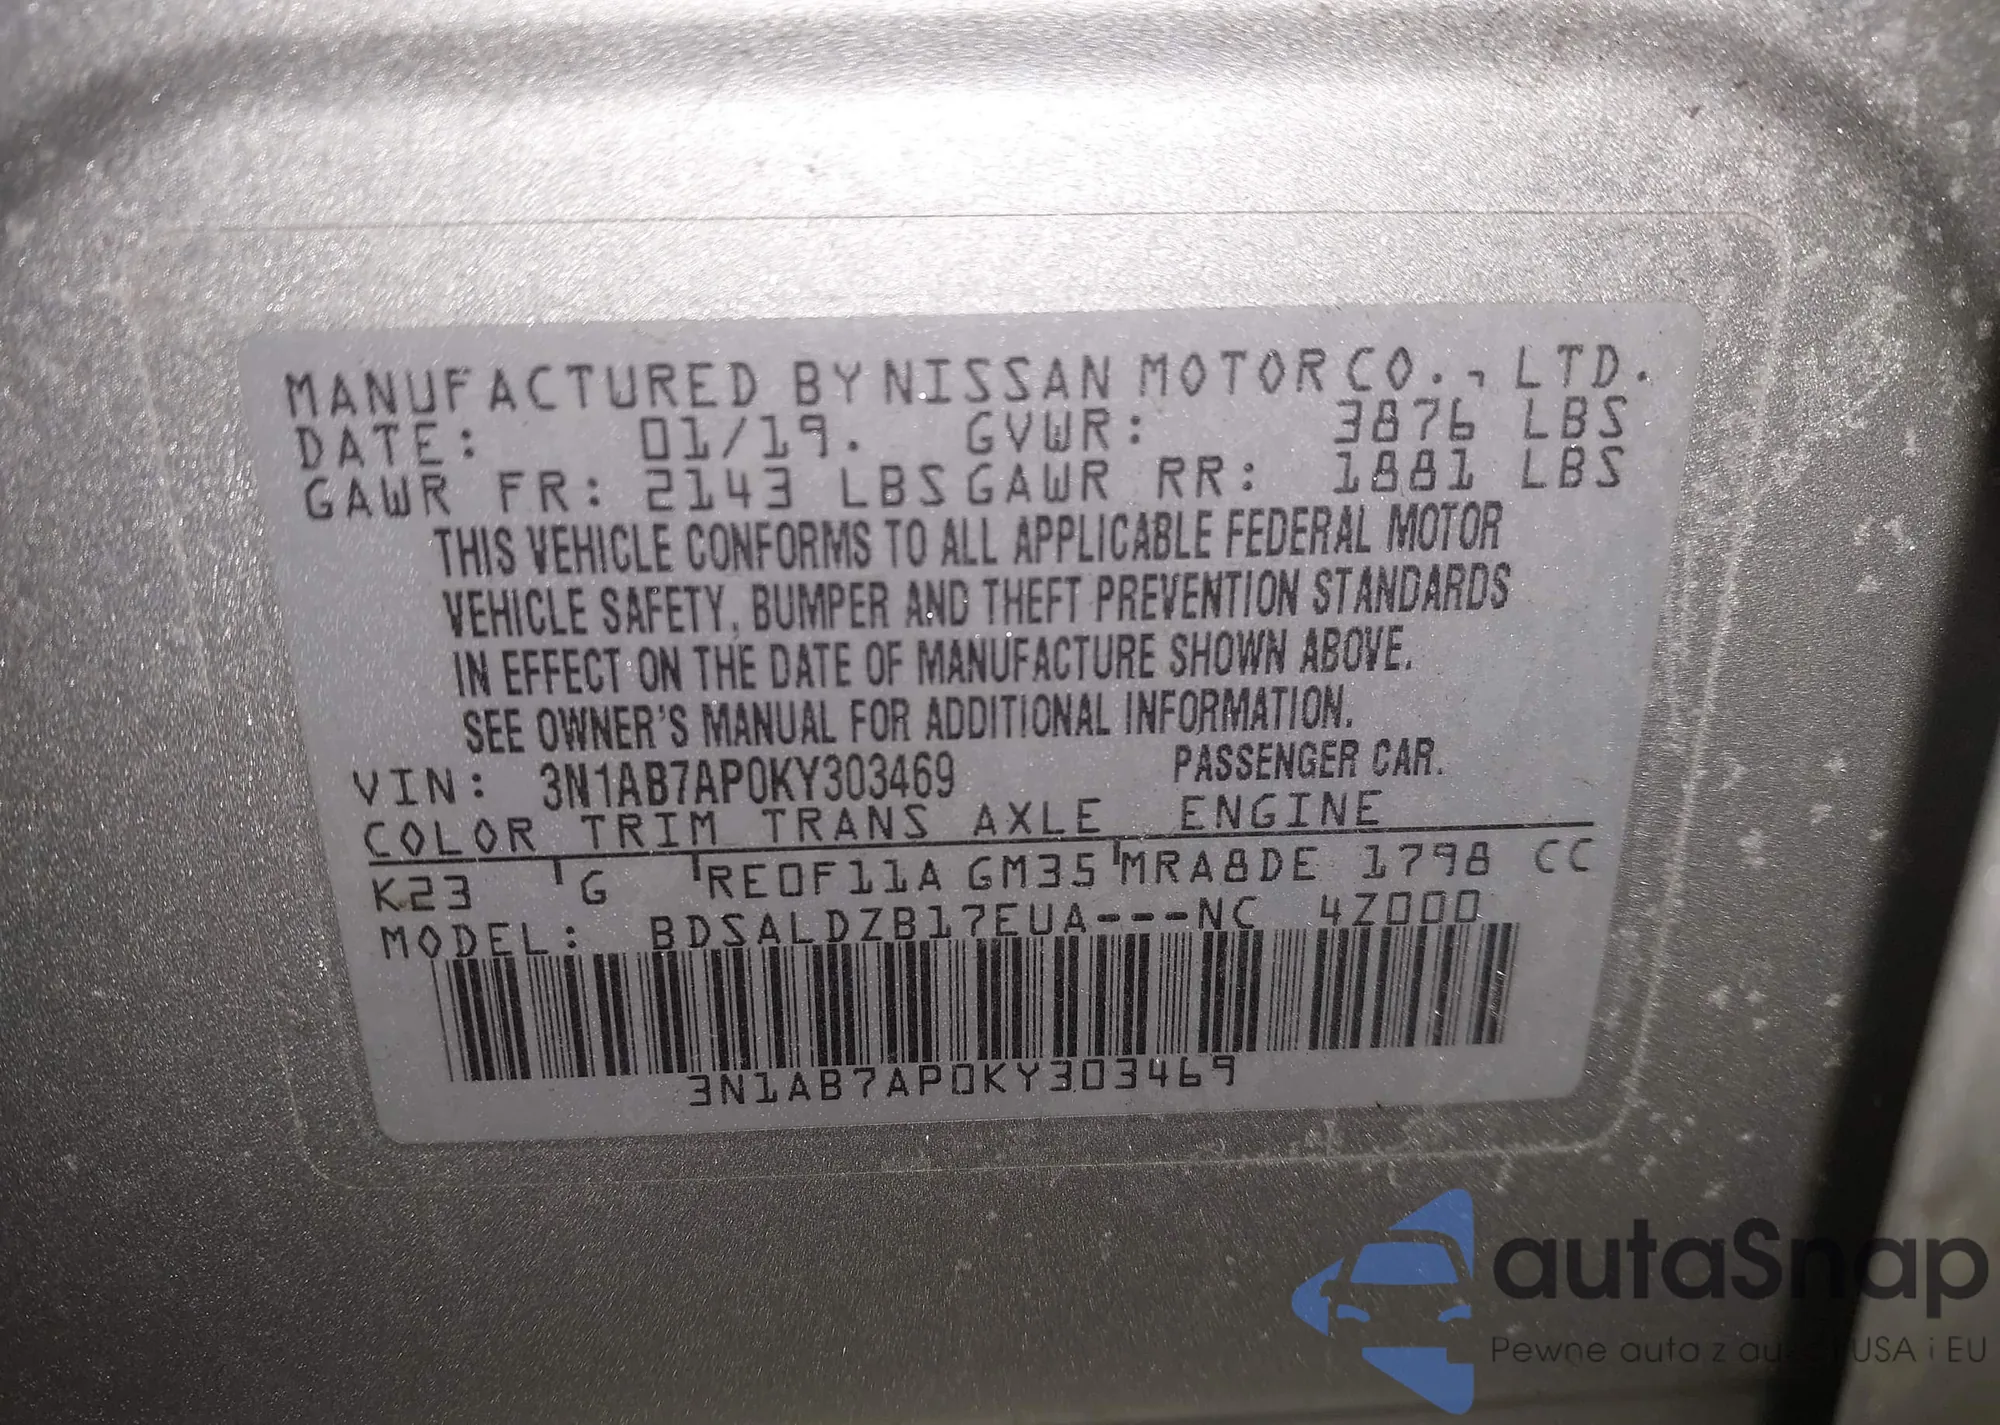 MANUFACTURED BY NISSAN MOTOR CO., LTD.
DATE: 01/19. GVWR: 3876 LBS
GAWR FR: 2143 LBS GAWR RR: 1881 LBS
THIS VEHICLE CONFORMS TO ALL APPLICABLE FEDERAL MOTOR
VEHICLE SAFETY, BUMPER AND THEFT PREVENTION STANDARDS
IN EFFECT ON THE DATE OF MANUFACTURE SHOWN ABOVE.
SEE OWNER'S MANUAL FOR ADDITIONAL INFORMATION.
VIN: 3N1AB7AP0KY303469 PASSENGER CAR.
COLOR TRIM TRANS AXLE ENGINE
K23 G RE0F11A GM35 MRA8DE 1798 CC
MODEL: BDSALDZB17EUA---NC 4Z000
3N1AB7AP0KY303469
autaSnap
Pewne auta z USA i EU